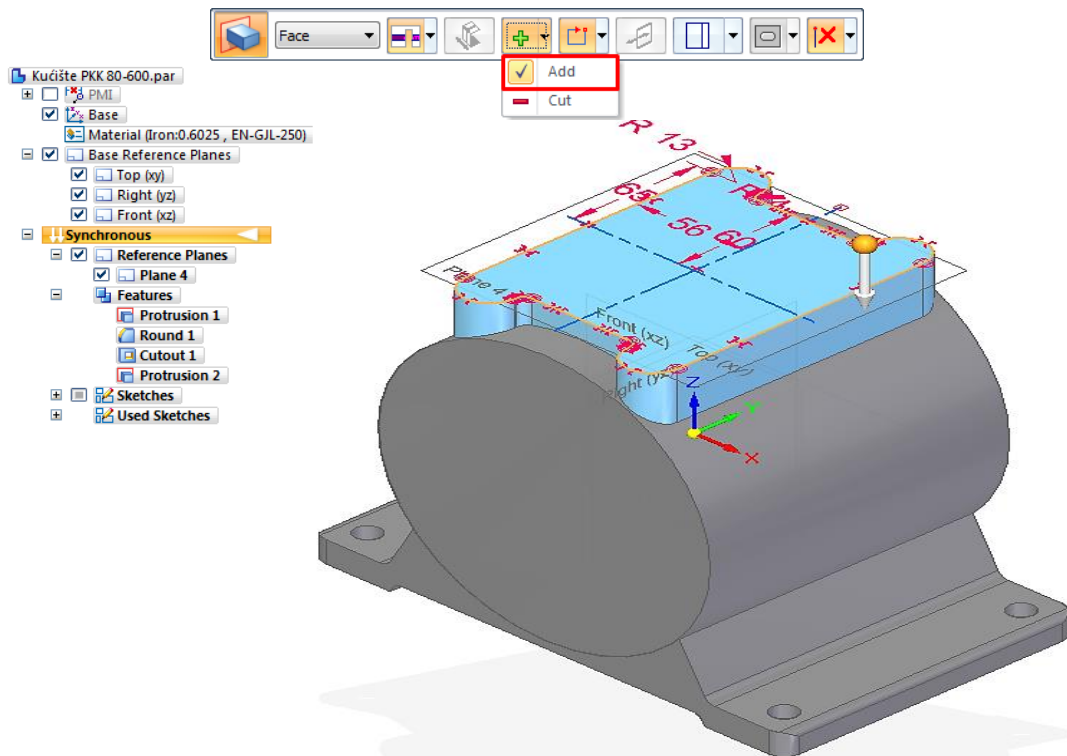 Face
Add
Cut
Kućište PKK 80-600.par
PMI
Base
Material (Iron:0.6025 , EN-GJL-250)
Base Reference Planes
Top (xy)
Right (yz)
Front (xz)
Synchronous
Reference Planes
Plane 4
Features
Protrusion 1
Round 1
Cutout 1
Protrusion 2
Sketches
Used Sketches
R 13
65
56
60
Plane 4
Front (xz)
Top (xy)
Right (yz)
Z
Y
X